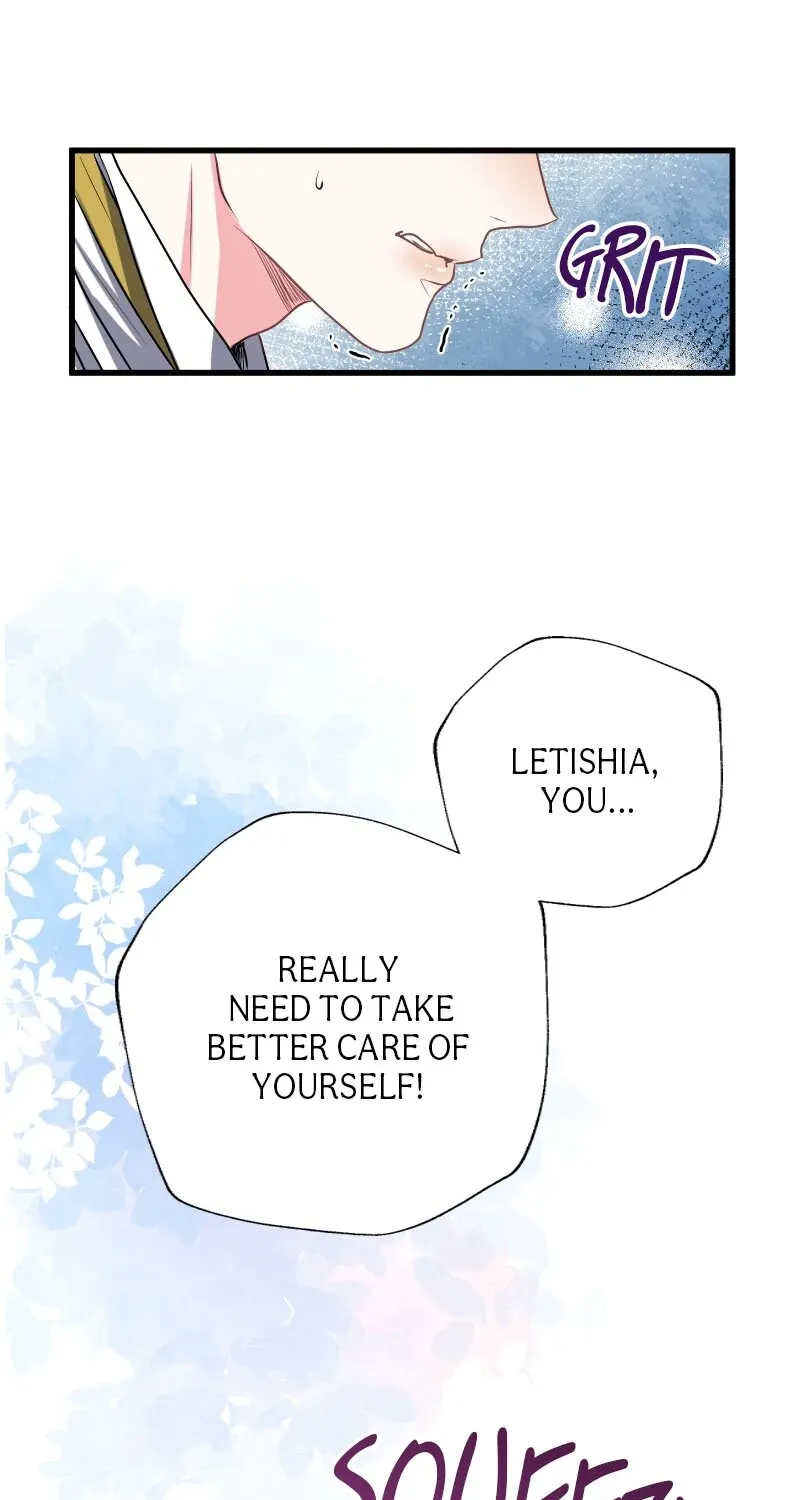 GRIT
LETISHIA,
YOU...
REALLY
NEED TO TAKE
BETTER CARE OF
YOURSELF!